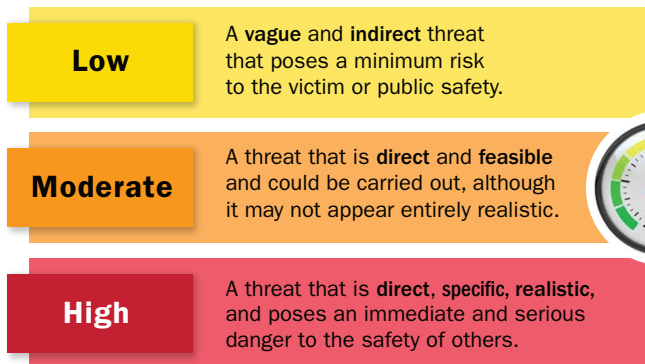 Low
A vague and indirect threat
that poses a minimum risk
to the victim or public safety.
Moderate
A threat that is direct and feasible
and could be carried out, although
it may not appear entirely realistic.
High
A threat that is direct, specific, realistic,
and poses an immediate and serious
danger to the safety of others.